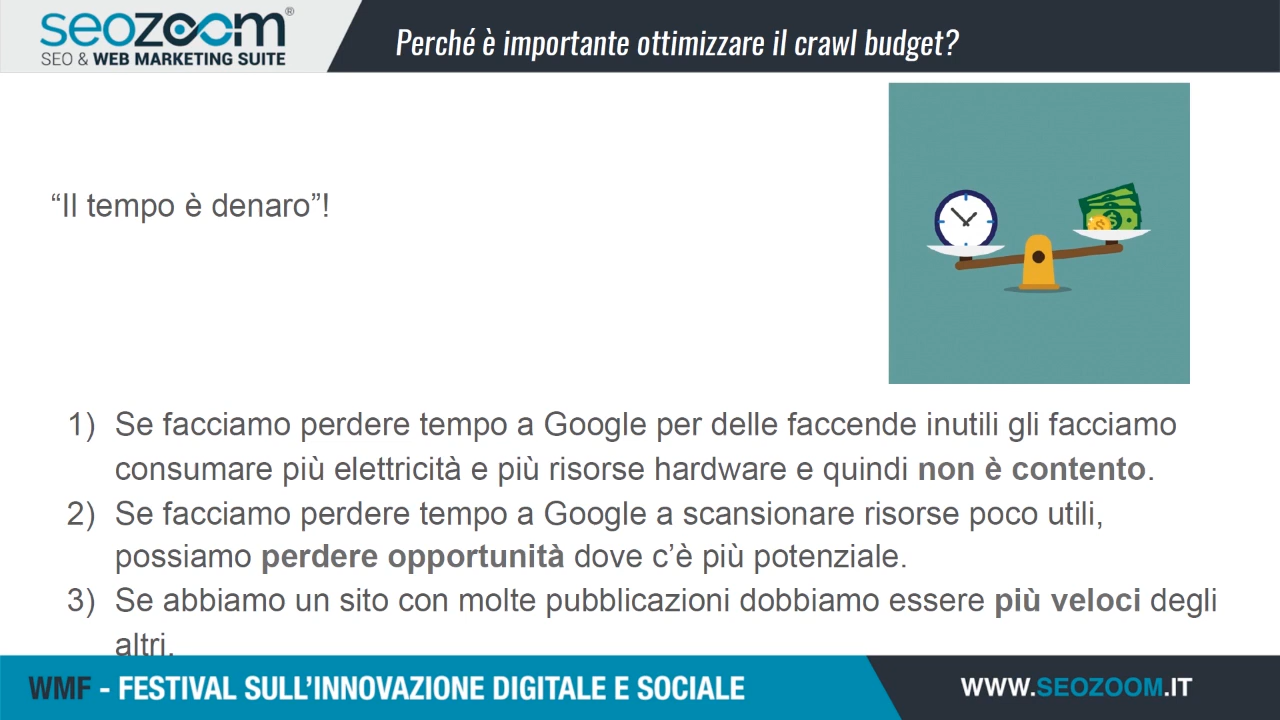 seozoom®
SEO & WEB MARKETING SUITE
Perché è importante ottimizzare il crawl budget?
“Il tempo è denaro”!
1) Se facciamo perdere tempo a Google per delle faccende inutili gli facciamo
consumare più elettricità e più risorse hardware e quindi non è contento.
2) Se facciamo perdere tempo a Google a scansionare risorse poco utili,
possiamo perdere opportunità dove c’è più potenziale.
3) Se abbiamo un sito con molte pubblicazioni dobbiamo essere più veloci degli
altri.
WMF - FESTIVAL SULL’INNOVAZIONE DIGITALE E SOCIALE
WWW.SEOZOOM.IT